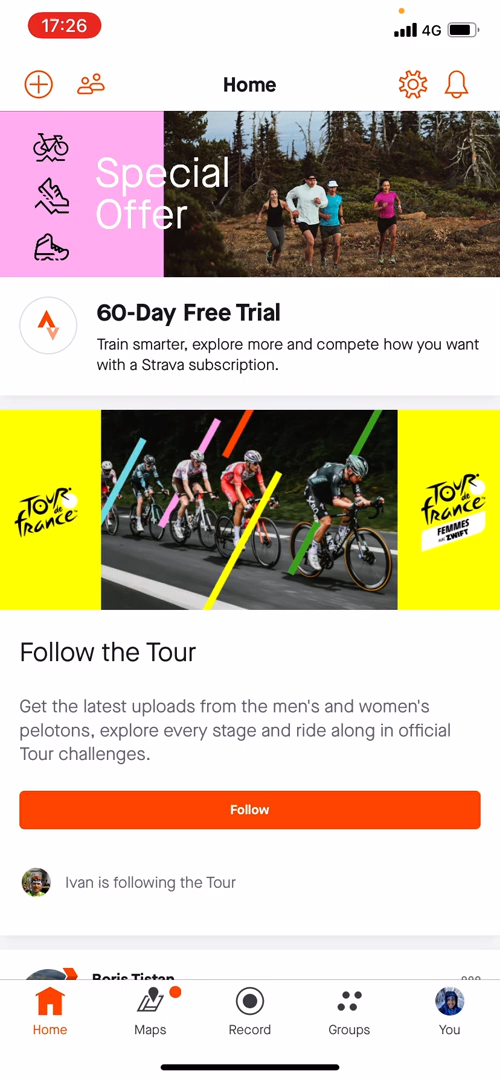 17:26
4G
Home
Special
Offer
60-Day Free Trial
Train smarter, explore more and compete how you want
with a Strava subscription.
TOUR
de
france
TOUR
de
france
FEMMES
AVEC ZWIFT
Follow the Tour
Get the latest uploads from the men's and women's
pelotons, explore every stage and ride along in official
Tour challenges.
Follow
Ivan is following the Tour
Boris Tistan
Home
Maps
Record
Groups
You